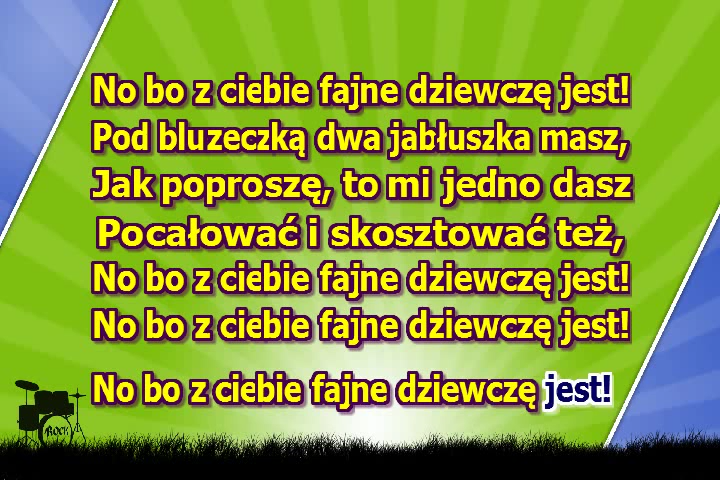 No bo z ciebie fajne dziewczę jest!
Pod bluzeczką dwa jabłuszka masz,
Jak poproszę, to mi jedno dasz
Pocałować i skosztować też,
No bo z ciebie fajne dziewczę jest!
No bo z ciebie fajne dziewczę jest!
No bo z ciebie fajne dziewczę jest!
ROCK